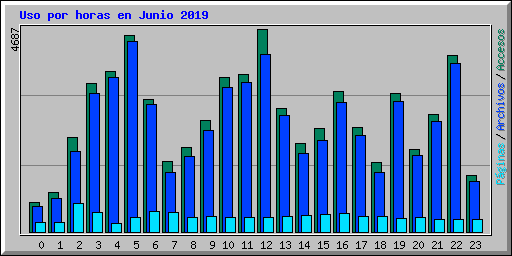 Uso por horas en Junio 2019
4687
Páginas / Archivos / Accesos
0 1 2 3 4 5 6 7 8 9 10 11 12 13 14 15 16 17 18 19 20 21 22 23